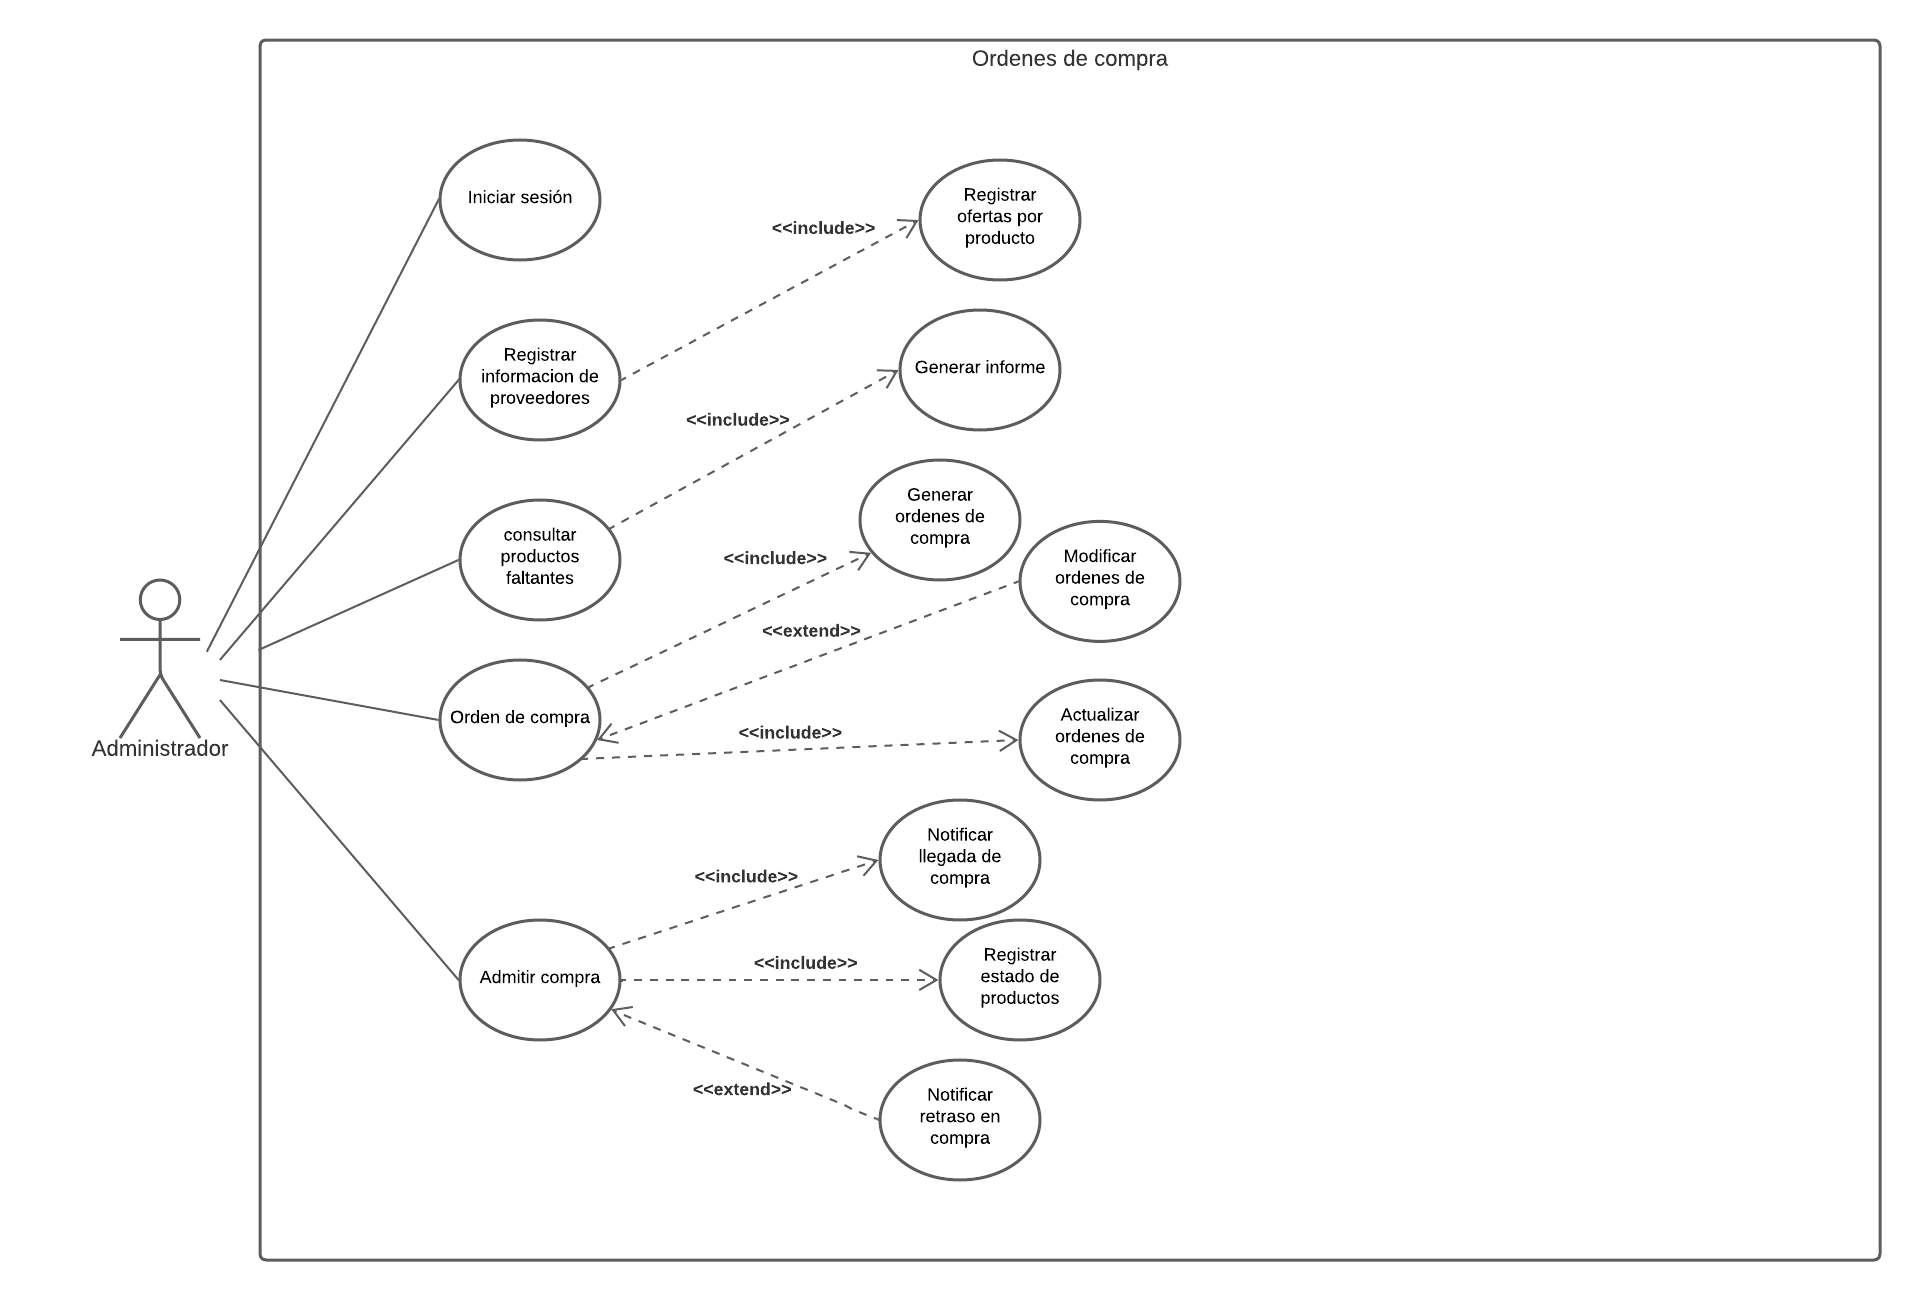 Ordenes de compra
Iniciar sesión
Registrar
ofertas por
producto
<<include>>
Registrar
informacion de
proveedores
Generar informe
<<include>>
consultar
productos
faltantes
Generar
ordenes de
compra
<<include>>
Modificar
ordenes de
compra
<<extend>>
Orden de compra
Administrador
<<include>>
Actualizar
ordenes de
compra
Notificar
llegada de
compra
<<include>>
Admitir compra
<<include>>
Registrar
estado de
productos
<<extend>>
Notificar
retraso en
compra